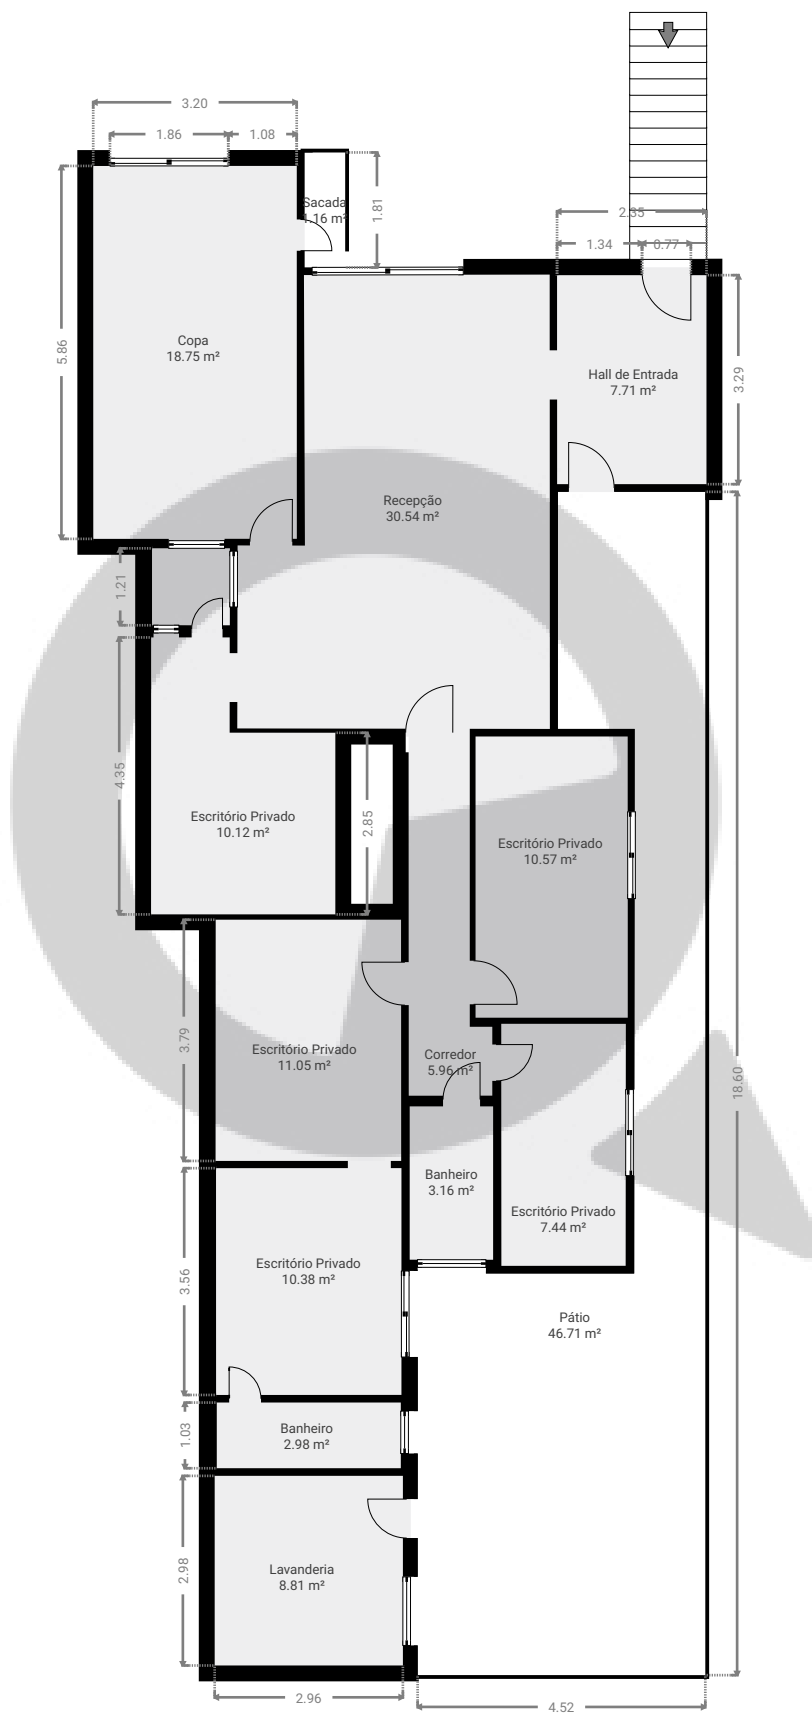 3.20
1.86
1.08
Sacada
1.16 m²
1.81
2.35
1.34
0.77
5.86
Copa
18.75 m²
Hall de Entrada
7.71 m²
3.29
Recepção
30.54 m²
1.21
4.35
Escritório Privado
10.12 m²
2.85
Escritório Privado
10.57 m²
3.79
Escritório Privado
11.05 m²
Corredor
5.96 m²
18.60
Banheiro
3.16 m²
Escritório Privado
7.44 m²
3.56
Escritório Privado
10.38 m²
Pátio
46.71 m²
1.03
Banheiro
2.98 m²
2.98
Lavanderia
8.81 m²
2.96
4.52